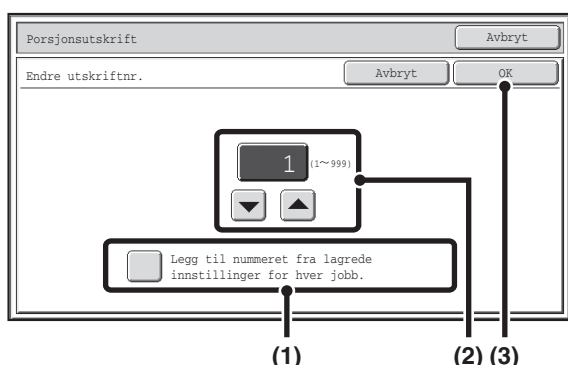 Porsjonsutskrift Avbryt
Endre utskriftnr. Avbryt OK
1 (1～999)
Legg til nummeret fra lagrede
innstillinger for hver jobb.
(1) (2) (3)